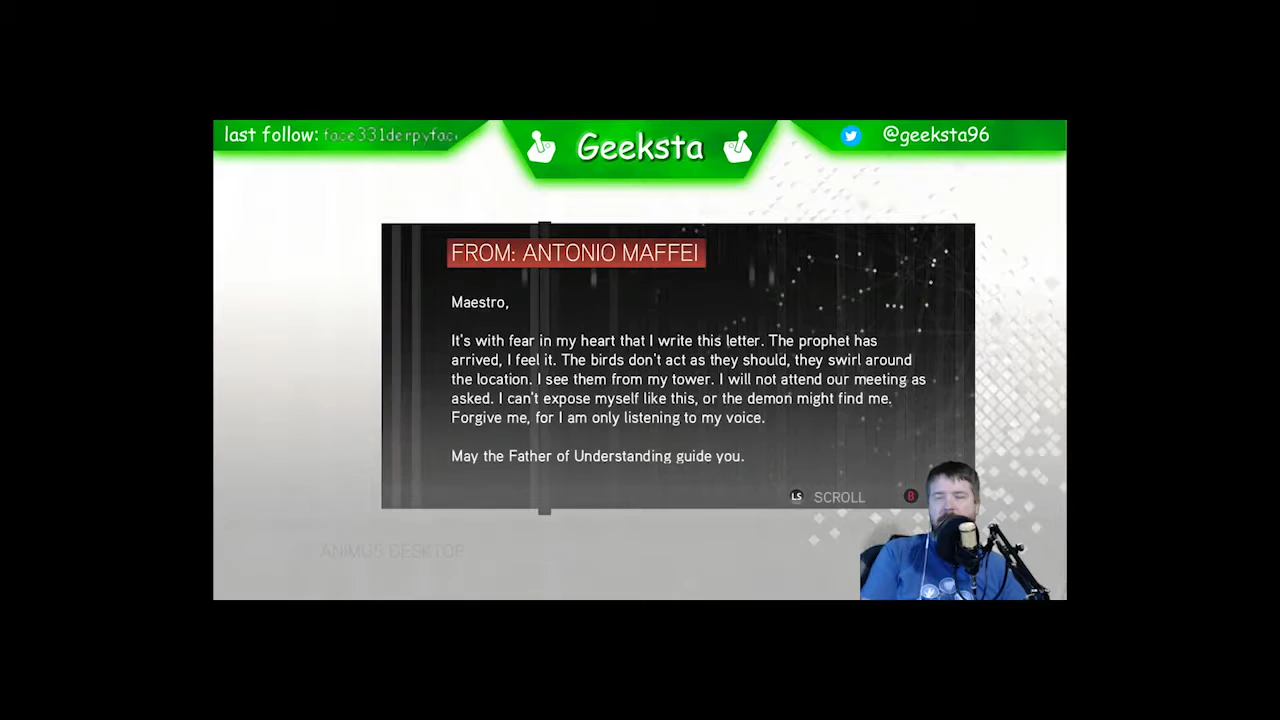 last follow: face331derpyface
Geeksta
@geeksta96
FROM: ANTONIO MAFFEI
Maestro,
It's with fear in my heart that I write this letter. The prophet has
arrived, I feel it. The birds don't act as they should, they swirl around
the location. I see them from my tower. I will not attend our meeting as
asked. I can't expose myself like this, or the demon might find me.
Forgive me, for I am only listening to my voice.
May the Father of Understanding guide you.
LS SCROLL B
ANIMUS DESKTOP